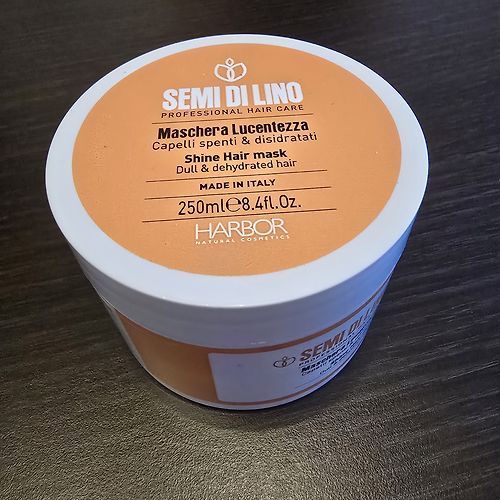 SEMI DI LINO
PROFESSIONAL HAIR CARE
Maschera Lucentezza
Capelli spenti & disidratati
Shine Hair mask
Dull & dehydrated hair
MADE IN ITALY
250ml℮8.4fl.Oz.
HARBOR
NATURAL COSMETICS
SEMI DI L
Maschera